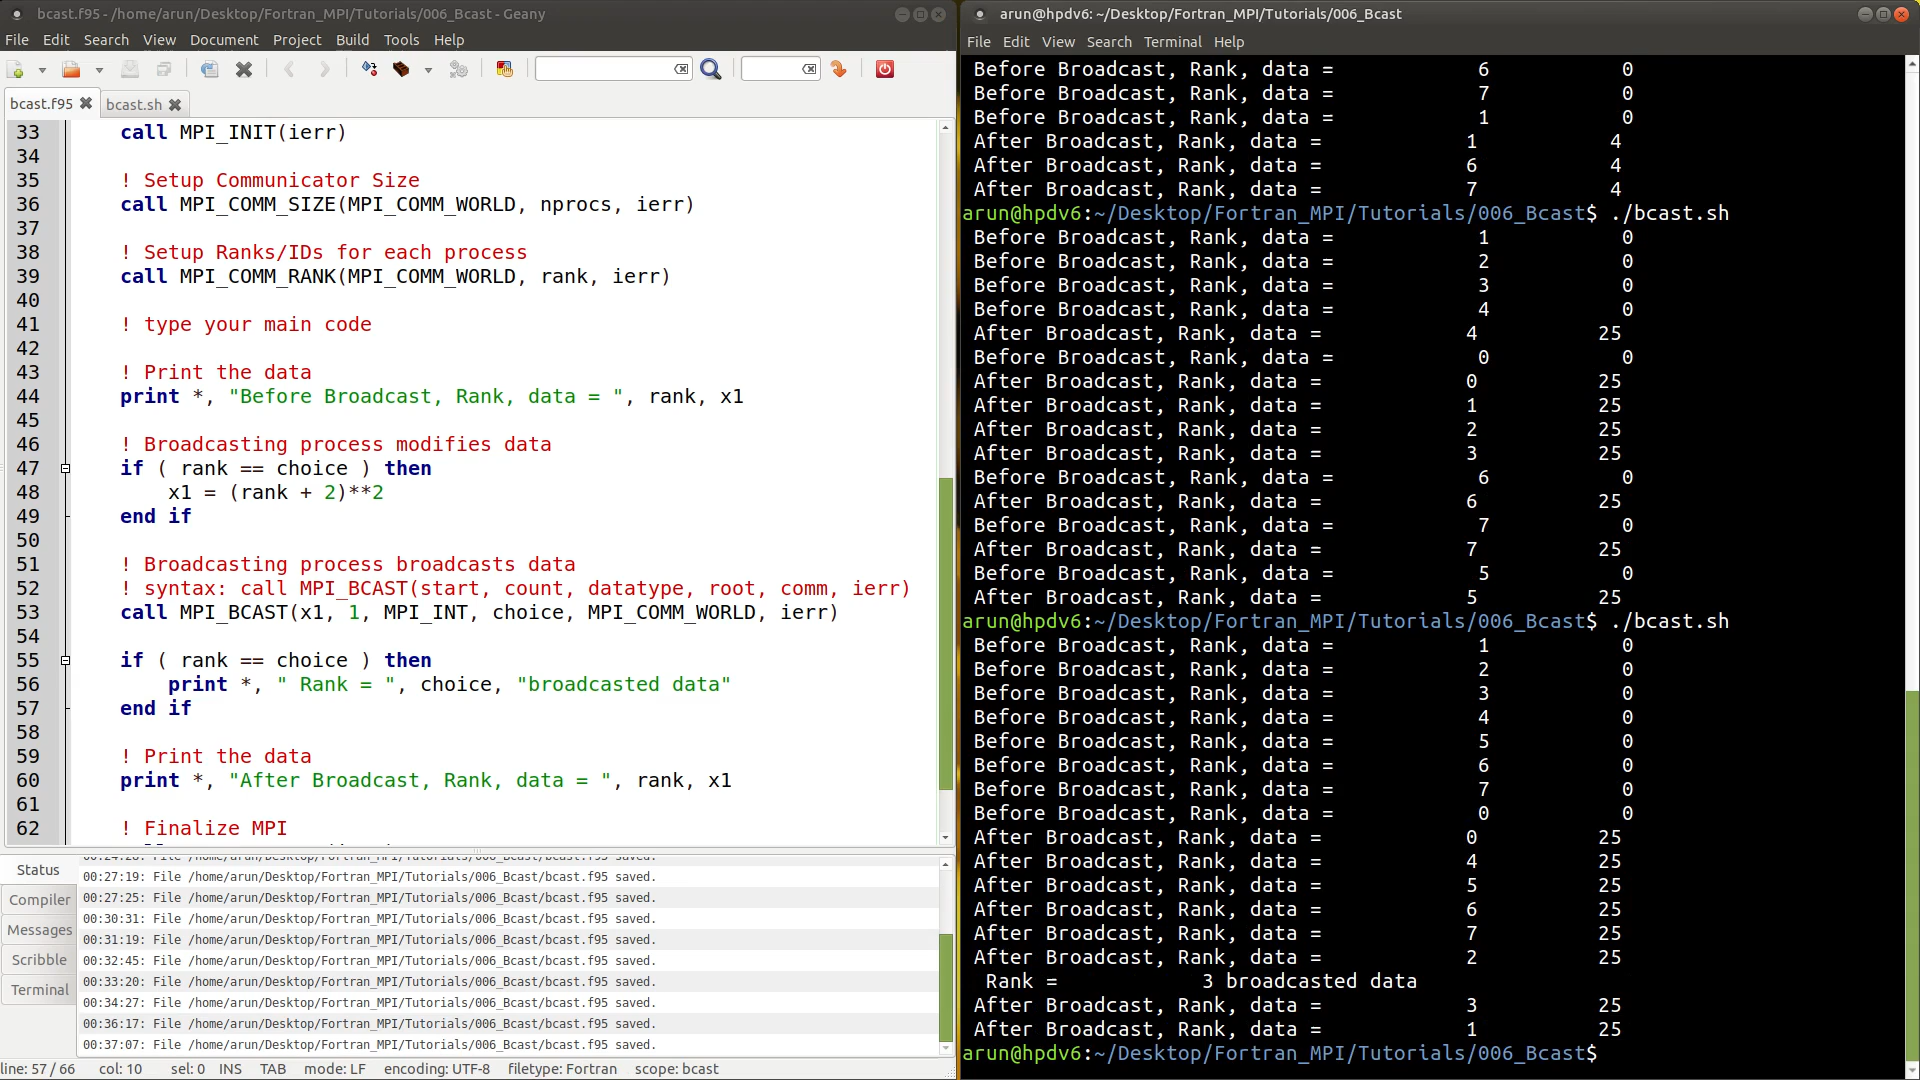 bcast.f95 - /home/arun/Desktop/Fortran_MPI/Tutorials/006_Bcast - Geany
File Edit Search View Document Project Build Tools Help
bcast.f95 bcast.sh
33 call MPI_INIT(ierr)
34
35 ! Setup Communicator Size
36 call MPI_COMM_SIZE(MPI_COMM_WORLD, nprocs, ierr)
37
38 ! Setup Ranks/IDs for each process
39 call MPI_COMM_RANK(MPI_COMM_WORLD, rank, ierr)
40
41 ! type your main code
42
43 ! Print the data
44 print *, "Before Broadcast, Rank, data = ", rank, x1
45
46 ! Broadcasting process modifies data
47 if ( rank == choice ) then
48 x1 = (rank + 2)**2
49 end if
50
51 ! Broadcasting process broadcasts data
52 ! syntax: call MPI_BCAST(start, count, datatype, root, comm, ierr)
53 call MPI_BCAST(x1, 1, MPI_INT, choice, MPI_COMM_WORLD, ierr)
54
55 if ( rank == choice ) then
56 print *, " Rank = ", choice, "broadcasted data"
57 end if
58
59 ! Print the data
60 print *, "After Broadcast, Rank, data = ", rank, x1
61
62 ! Finalize MPI
Status
Compiler
Messages
Scribble
Terminal
00:24:28: File /home/arun/Desktop/Fortran_MPI/Tutorials/006_Bcast/bcast.f95 saved.
00:27:19: File /home/arun/Desktop/Fortran_MPI/Tutorials/006_Bcast/bcast.f95 saved.
00:27:25: File /home/arun/Desktop/Fortran_MPI/Tutorials/006_Bcast/bcast.f95 saved.
00:30:31: File /home/arun/Desktop/Fortran_MPI/Tutorials/006_Bcast/bcast.f95 saved.
00:31:19: File /home/arun/Desktop/Fortran_MPI/Tutorials/006_Bcast/bcast.f95 saved.
00:32:45: File /home/arun/Desktop/Fortran_MPI/Tutorials/006_Bcast/bcast.f95 saved.
00:33:20: File /home/arun/Desktop/Fortran_MPI/Tutorials/006_Bcast/bcast.f95 saved.
00:34:27: File /home/arun/Desktop/Fortran_MPI/Tutorials/006_Bcast/bcast.f95 saved.
00:36:17: File /home/arun/Desktop/Fortran_MPI/Tutorials/006_Bcast/bcast.f95 saved.
00:37:07: File /home/arun/Desktop/Fortran_MPI/Tutorials/006_Bcast/bcast.f95 saved.
line: 57 / 66 col: 10 sel: 0 INS TAB mode: LF encoding: UTF-8 filetype: Fortran scope: bcast
arun@hpdv6: ~/Desktop/Fortran_MPI/Tutorials/006_Bcast
File Edit View Search Terminal Help
Before Broadcast, Rank, data = 6 0
Before Broadcast, Rank, data = 7 0
Before Broadcast, Rank, data = 1 0
After Broadcast, Rank, data = 1 4
After Broadcast, Rank, data = 6 4
After Broadcast, Rank, data = 7 4
arun@hpdv6:~/Desktop/Fortran_MPI/Tutorials/006_Bcast$ ./bcast.sh
Before Broadcast, Rank, data = 1 0
Before Broadcast, Rank, data = 2 0
Before Broadcast, Rank, data = 3 0
Before Broadcast, Rank, data = 4 0
After Broadcast, Rank, data = 4 25
Before Broadcast, Rank, data = 0 0
After Broadcast, Rank, data = 0 25
After Broadcast, Rank, data = 1 25
After Broadcast, Rank, data = 2 25
After Broadcast, Rank, data = 3 25
Before Broadcast, Rank, data = 6 0
After Broadcast, Rank, data = 6 25
Before Broadcast, Rank, data = 7 0
After Broadcast, Rank, data = 7 25
Before Broadcast, Rank, data = 5 0
After Broadcast, Rank, data = 5 25
arun@hpdv6:~/Desktop/Fortran_MPI/Tutorials/006_Bcast$ ./bcast.sh
Before Broadcast, Rank, data = 1 0
Before Broadcast, Rank, data = 2 0
Before Broadcast, Rank, data = 3 0
Before Broadcast, Rank, data = 4 0
Before Broadcast, Rank, data = 5 0
Before Broadcast, Rank, data = 6 0
Before Broadcast, Rank, data = 7 0
Before Broadcast, Rank, data = 0 0
After Broadcast, Rank, data = 0 25
After Broadcast, Rank, data = 4 25
After Broadcast, Rank, data = 5 25
After Broadcast, Rank, data = 6 25
After Broadcast, Rank, data = 7 25
After Broadcast, Rank, data = 2 25
Rank = 3 broadcasted data
After Broadcast, Rank, data = 3 25
After Broadcast, Rank, data = 1 25
arun@hpdv6:~/Desktop/Fortran_MPI/Tutorials/006_Bcast$